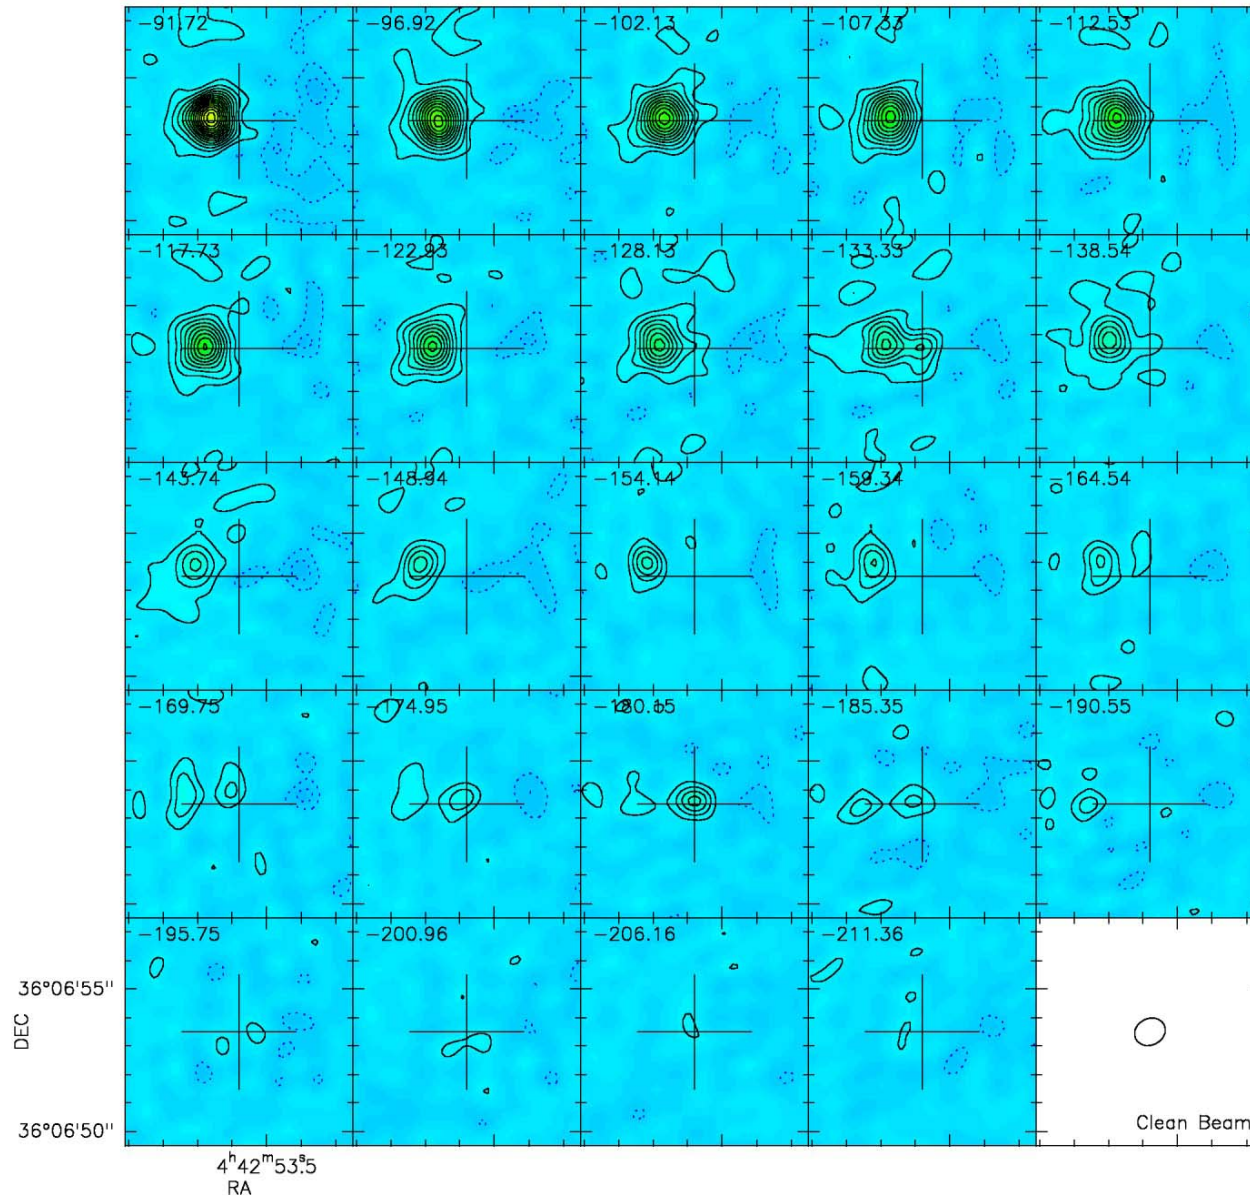 −91.72 −96.92 −102.13 −107.33 −112.53
−117.73 −122.93 −128.13 −133.33 −138.54
−143.74 −148.94 −154.14 −159.34 −164.54
−169.75 −174.95 −180.15 −185.35 −190.55
−195.75 −200.96 −206.16 −211.36
36°06'55"
DEC
36°06'50"
Clean Beam
4ʰ42ᵐ53ˢ.5
RA